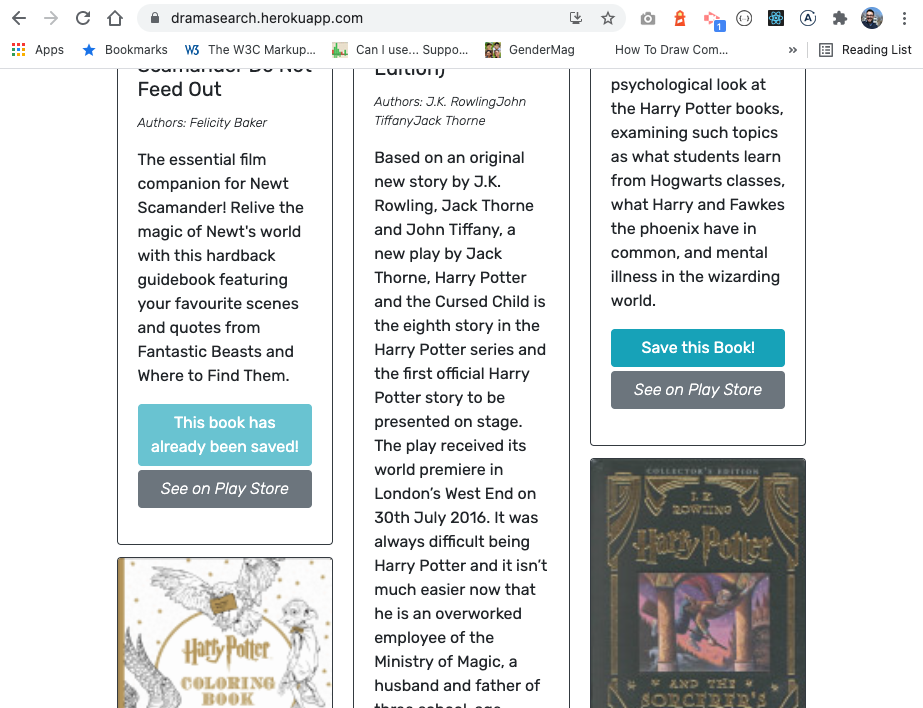 dramasearch.herokuapp.com
1
Apps
Bookmarks
W3
The W3C Markup...
Can I use... Suppo...
GenderMag
How To Draw Com...
»
Reading List
Scamander Do Not
Feed Out
Authors: Felicity Baker
The essential film
companion for Newt
Scamander! Relive the
magic of Newt's world
with this hardback
guidebook featuring
your favourite scenes
and quotes from
Fantastic Beasts and
Where to Find Them.
This book has
already been saved!
See on Play Store
Harry Potter
COLORING
BOOK
Edition)
Authors: J.K. RowlingJohn
TiffanyJack Thorne
Based on an original
new story by J.K.
Rowling, Jack Thorne
and John Tiffany, a
new play by Jack
Thorne, Harry Potter
and the Cursed Child is
the eighth story in the
Harry Potter series and
the first official Harry
Potter story to be
presented on stage.
The play received its
world premiere in
London’s West End on
30th July 2016. It was
always difficult being
Harry Potter and it isn’t
much easier now that
he is an overworked
employee of the
Ministry of Magic, a
husband and father of
three school-age
psychological look at
the Harry Potter books,
examining such topics
as what students learn
from Hogwarts classes,
what Harry and Fawkes
the phoenix have in
common, and mental
illness in the wizarding
world.
Save this Book!
See on Play Store
COLLECTOR'S EDITION
J. K.
ROWLING
Harry Potter
AND THE
SORCERER'S